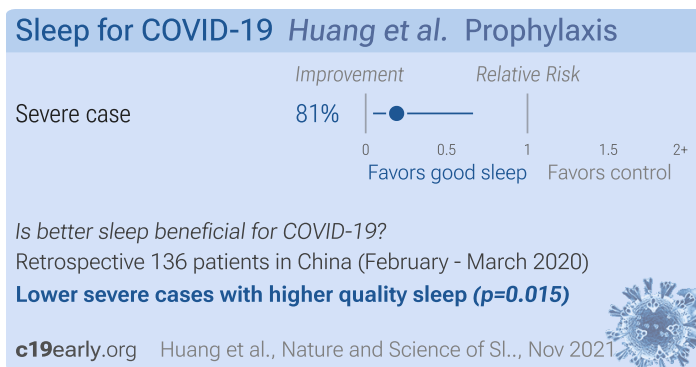 Sleep for COVID-19 Huang et al. Prophylaxis
Improvement Relative Risk
Severe case 81%
0 0.5 1 1.5 2+
Favors good sleep Favors control
Is better sleep beneficial for COVID-19?
Retrospective 136 patients in China (February - March 2020)
Lower severe cases with higher quality sleep (p=0.015)
c19early.org Huang et al., Nature and Science of Sl.., Nov 2021